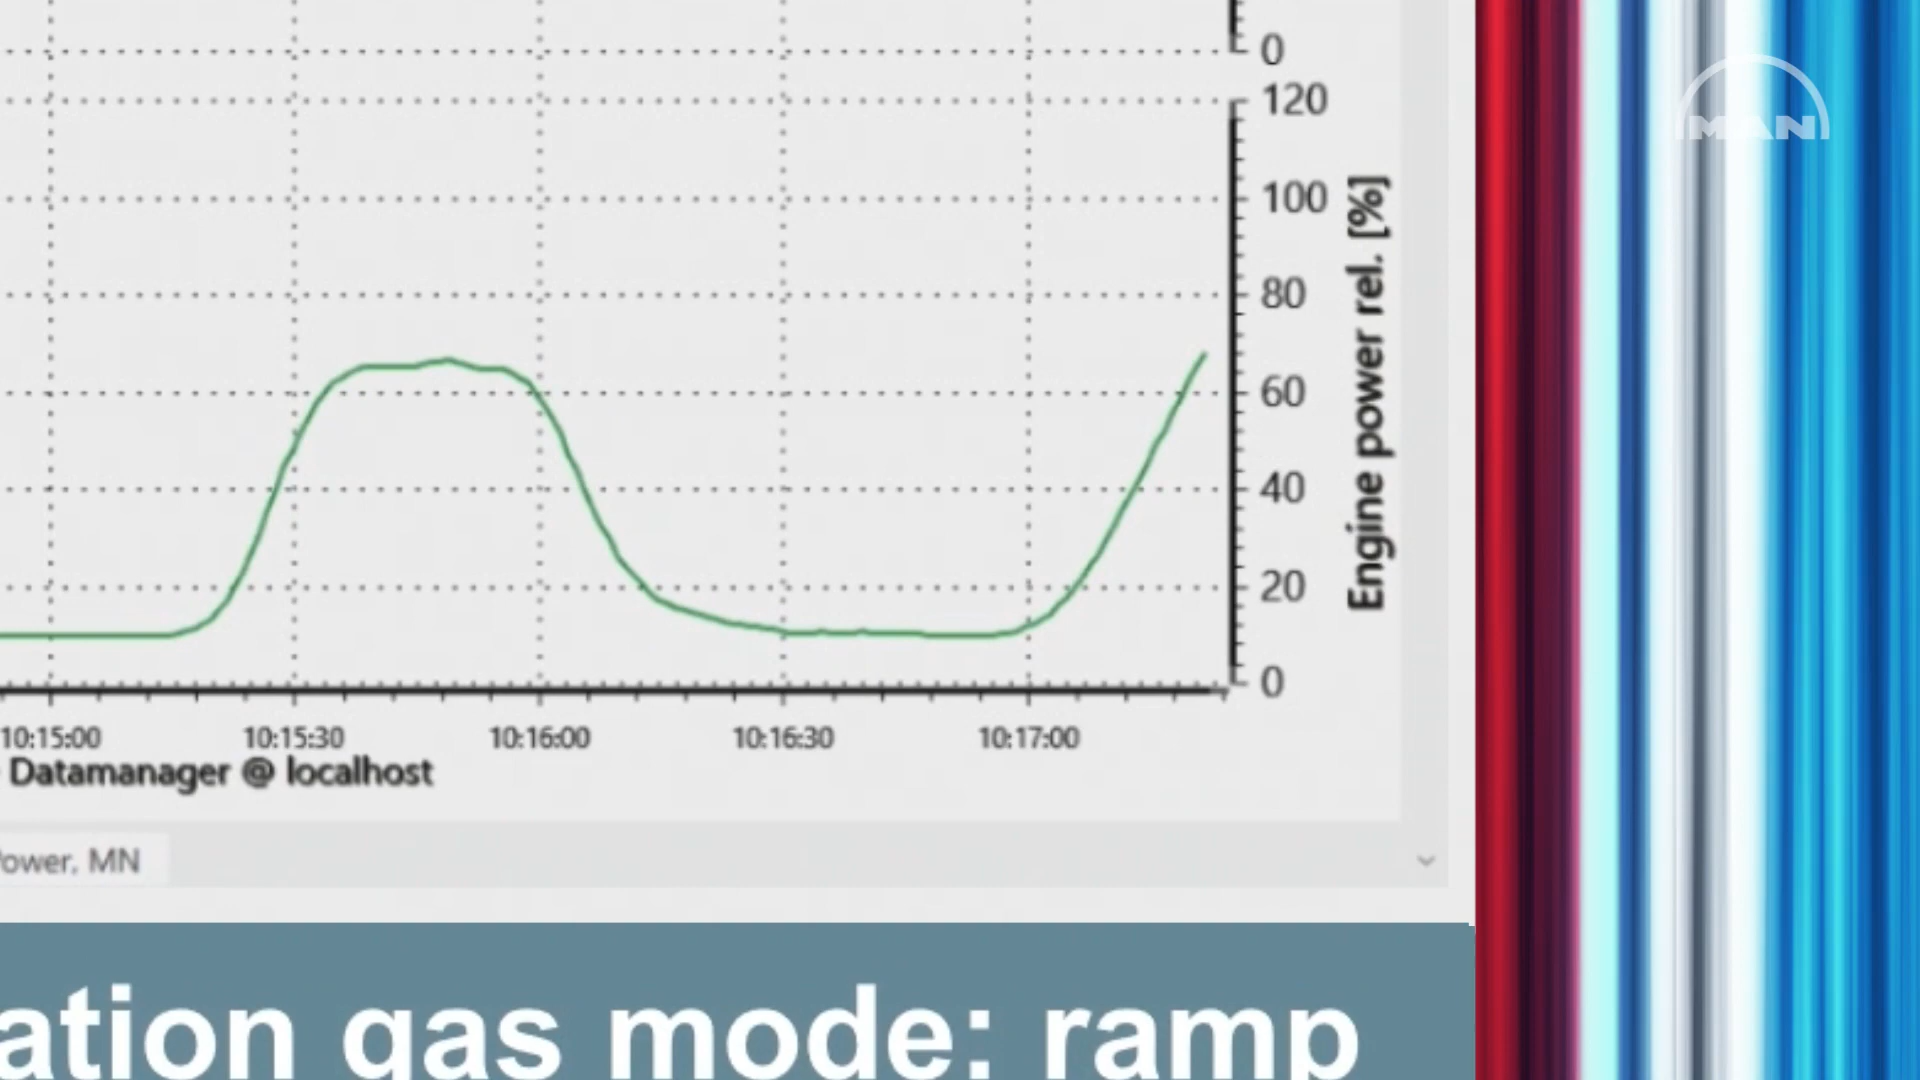 0
120
100
80
60
40
20
0
Engine power rel. [%]
10:15:00 10:15:30 10:16:00 10:16:30 10:17:00
Datamanager @ localhost
Power, MN
ation gas mode: ramp
MAN